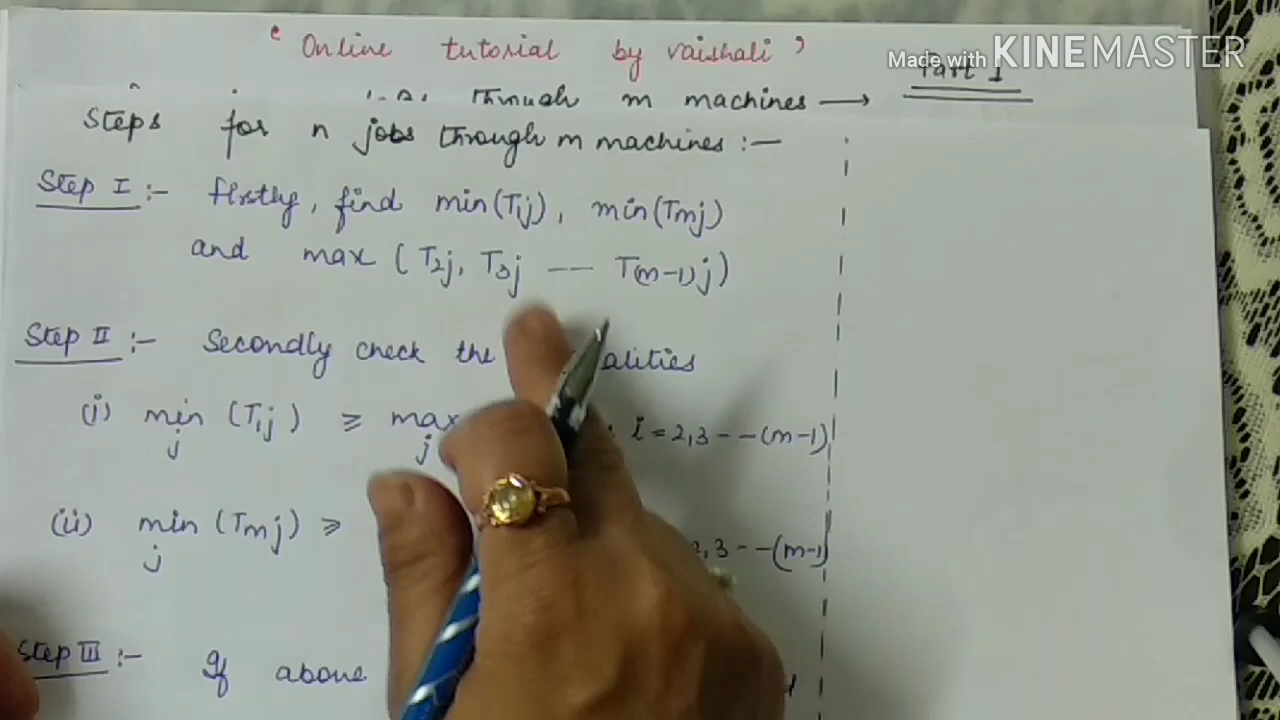 ‘ Online tutorial by vaishali ’
Made with KINEMASTER
Part 1
through m machines →
Steps for n jobs through m machines :—
Step I :- firstly, find min(T1j), min(Tmj)
and max ( T2j, T3j -- T(m-1)j)
Step II :- Secondly check the
(i) min j (T1j) ≥ max j i = 2,3 - -(m-1)
(ii) min j (Tmj) ≥ 2,3 - -(m-1)
Step III :- If above